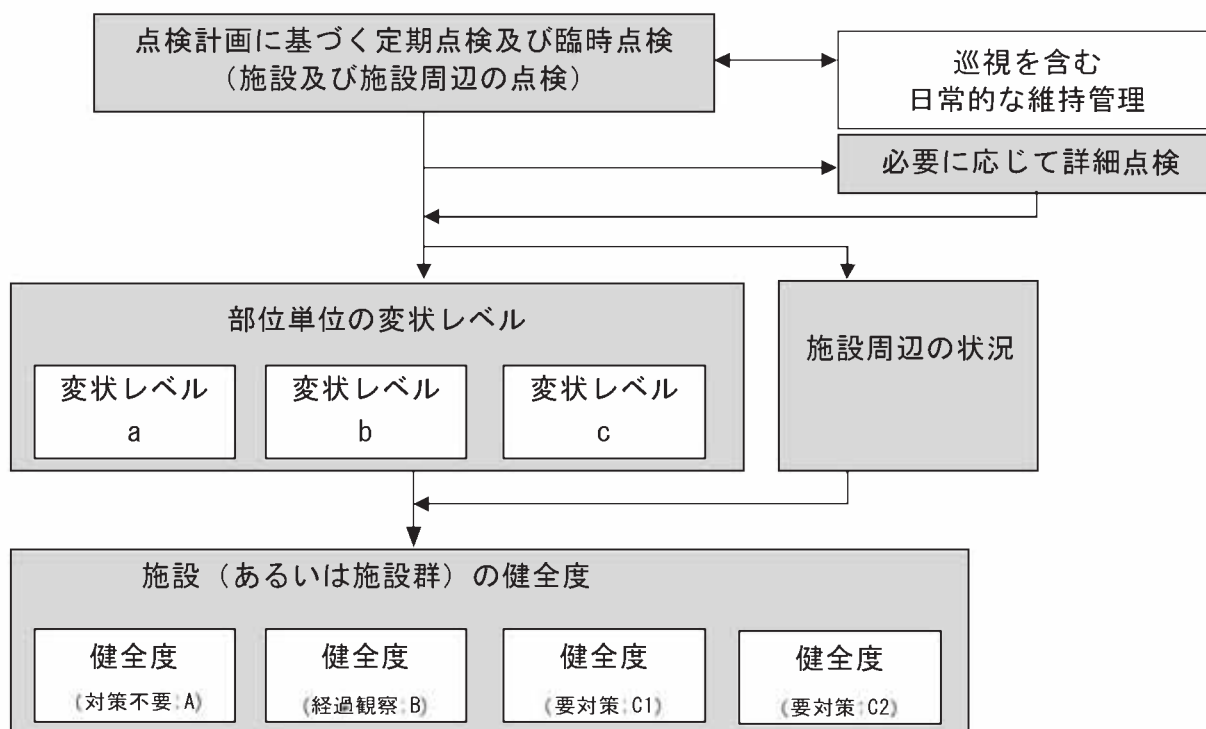 点検計画に基づく定期点検及び臨時点検
(施設及び施設周辺の点検)
巡視を含む
日常的な維持管理
必要に応じて詳細点検
部位単位の変状レベル
変状レベル
a
変状レベル
b
変状レベル
c
施設周辺の状況
施設(あるいは施設群)の健全度
健全度
(対策不要:A)
健全度
(経過観察:B)
健全度
(要対策:C1)
健全度
(要対策:C2)